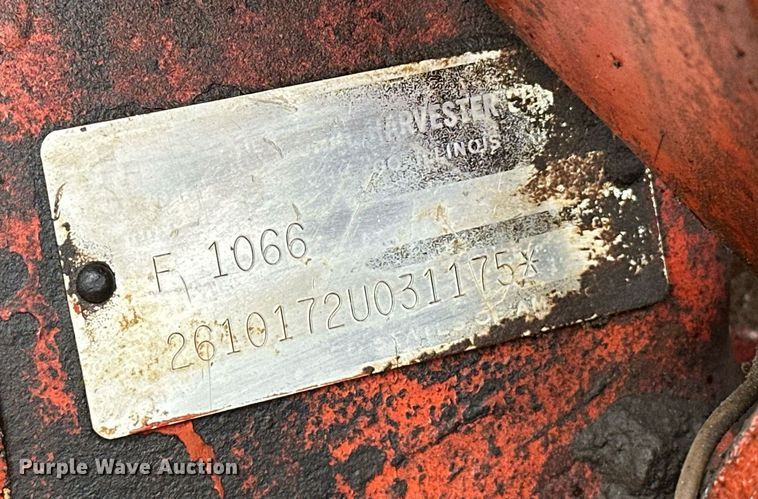 HARVESTER
ILLINOIS
F 1066
2610172U031175*
Purple Wave Auction